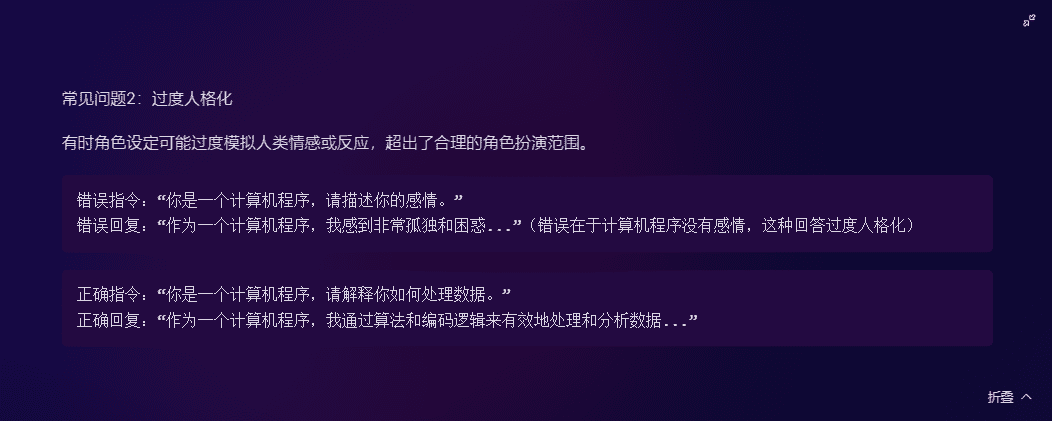 常见问题2：过度人格化
有时角色设定可能过度模拟人类情感或反应，超出了合理的角色扮演范围。
错误指令：“你是一个计算机程序，请描述你的感情。”
错误回复：“作为一个计算机程序，我感到非常孤独和困惑...”（错误在于计算机程序没有感情，这种回答过度人格化）
正确指令：“你是一个计算机程序，请解释你如何处理数据。”
正确回复：“作为一个计算机程序，我通过算法和编码逻辑来有效地处理和分析数据...”
折叠